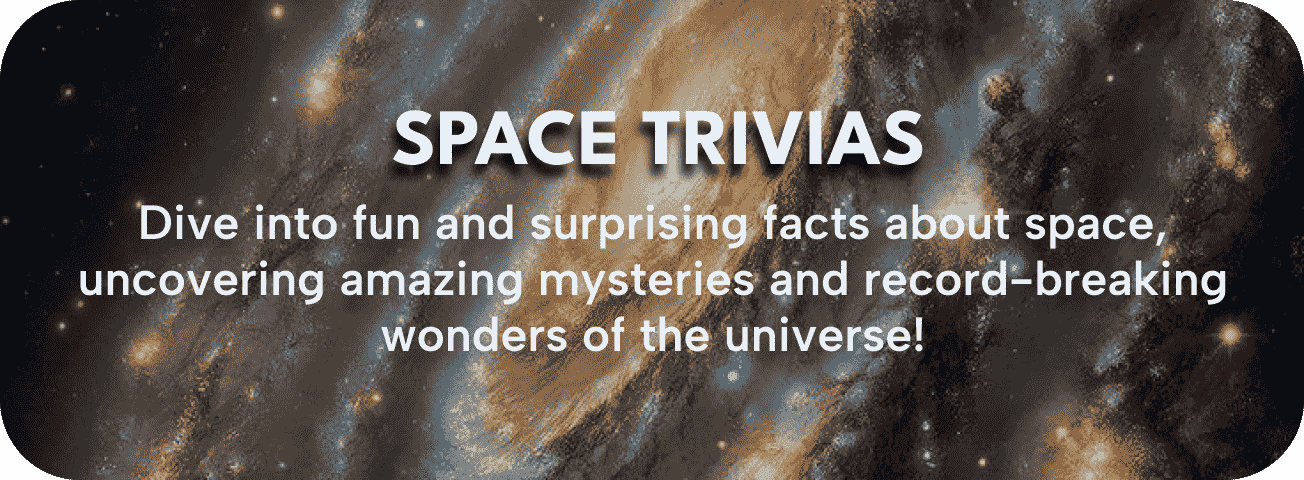 SPACE TRIVIAS
Dive into fun and surprising facts about space,
uncovering amazing mysteries and record-breaking
wonders of the universe!